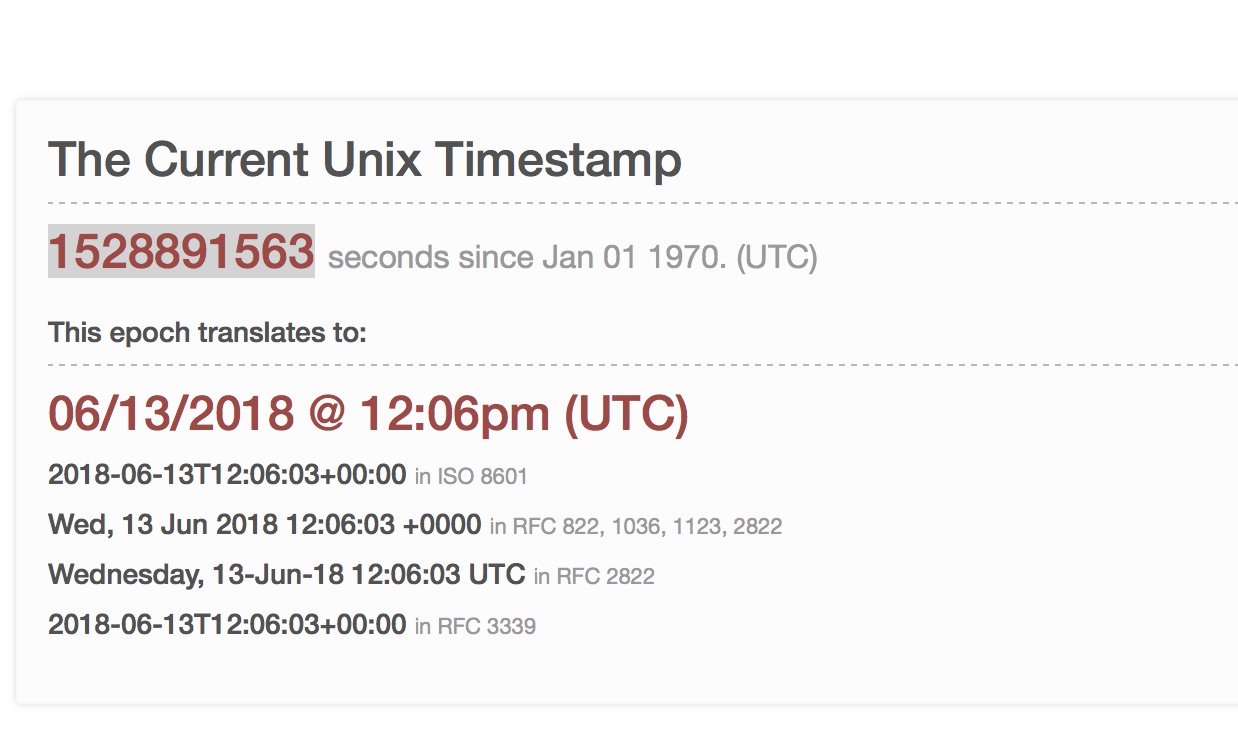 The Current Unix Timestamp
1528891563 seconds since Jan 01 1970. (UTC)
This epoch translates to:
06/13/2018 @ 12:06pm (UTC)
2018-06-13T12:06:03+00:00 in ISO 8601
Wed, 13 Jun 2018 12:06:03 +0000 in RFC 822, 1036, 1123, 2822
Wednesday, 13-Jun-18 12:06:03 UTC in RFC 2822
2018-06-13T12:06:03+00:00 in RFC 3339